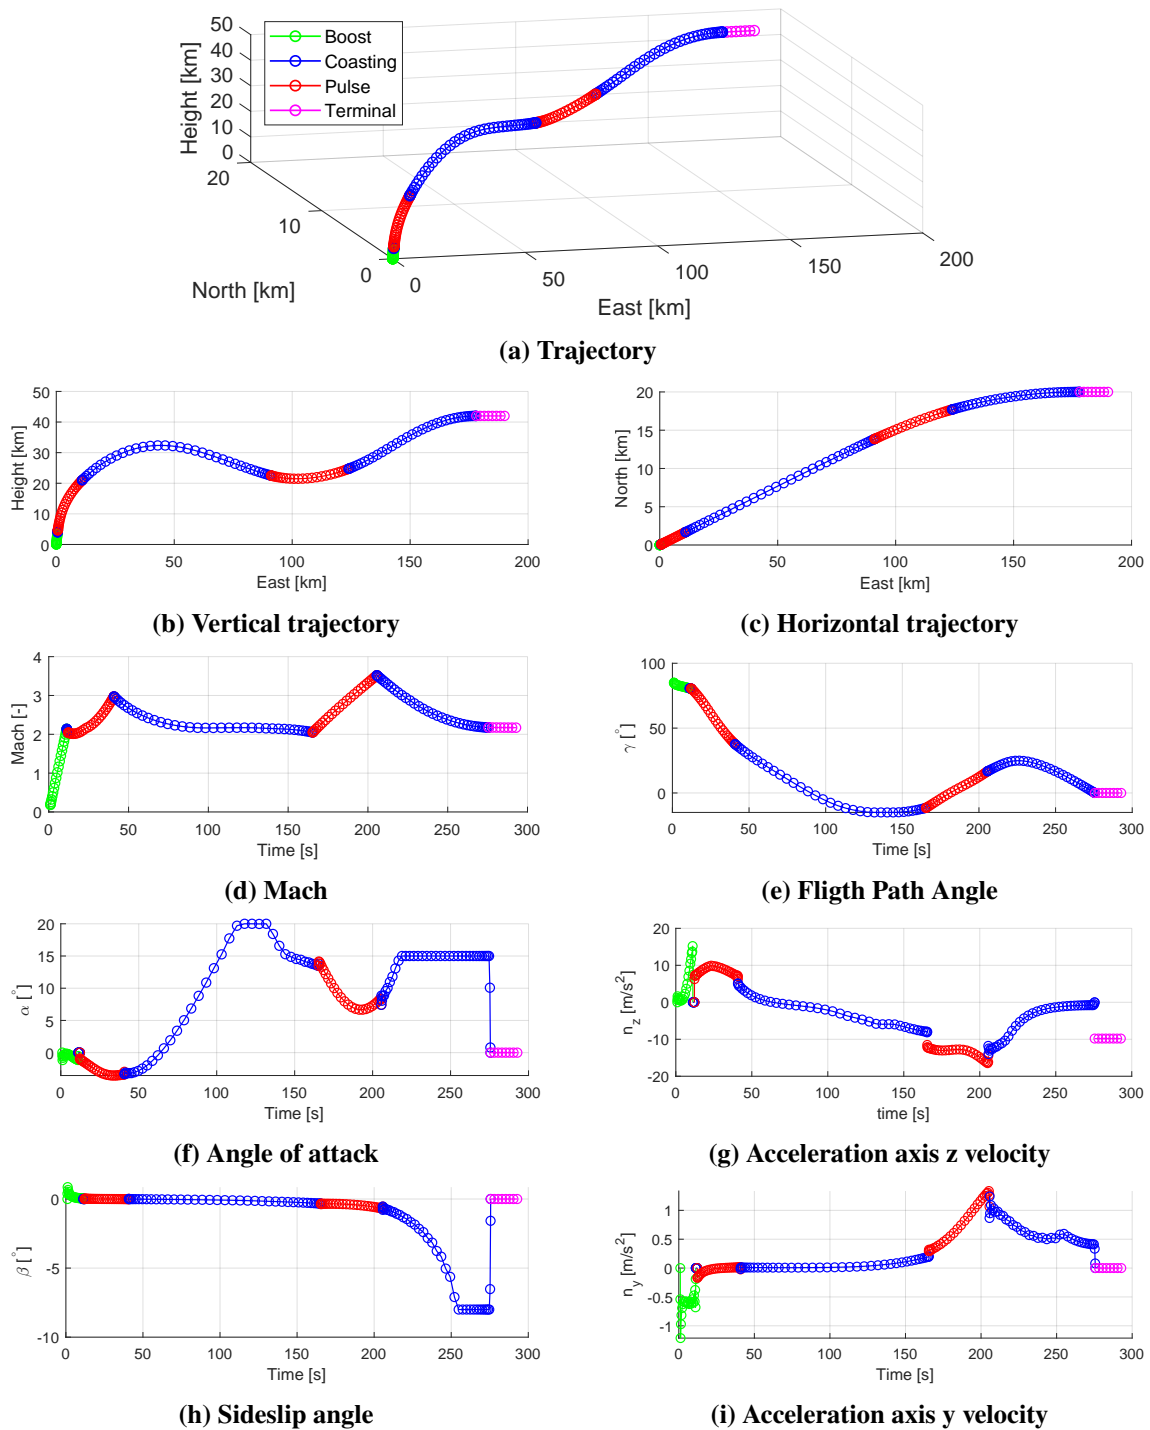 50
40
30
20
10
0
Height [km]
Boost
Coasting
Pulse
Terminal
20
10
0
North [km]
0
50
100
150
200
East [km]
(a) Trajectory
50
40
30
20
10
0
Height [km]
0 50 100 150 200
East [km]
(b) Vertical trajectory
20
15
10
5
0
North [km]
0 50 100 150 200
East [km]
(c) Horizontal trajectory
4
3
2
1
0
Mach [-]
0 50 100 150 200 250 300
Time [s]
(d) Mach
100
50
0
γ [°]
0 50 100 150 200 250 300
Time [s]
(e) Fligth Path Angle
20
15
10
5
0
α [°]
0 50 100 150 200 250 300
Time [s]
(f) Angle of attack
20
10
0
-10
-20
n_z [m/s²]
0 50 100 150 200 250 300
time [s]
(g) Acceleration axis z velocity
0
-5
-10
β [°]
0 50 100 150 200 250 300
Time [s]
(h) Sideslip angle
1
0.5
0
-0.5
-1
n_y [m/s²]
0 50 100 150 200 250 300
Time [s]
(i) Acceleration axis y velocity